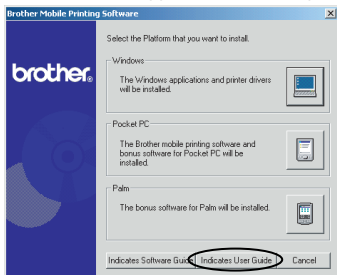 Brother Mobile Printing Software
Select the Platform that you want to install.
brother®
Windows
The Windows applications and printer drivers
will be installed.
Pocket PC
The Brother mobile printing software and
bonus software for Pocket PC will be
installed.
Palm
The bonus software for Palm will be installed.
Indicates Software Guide Indicates User Guide Cancel